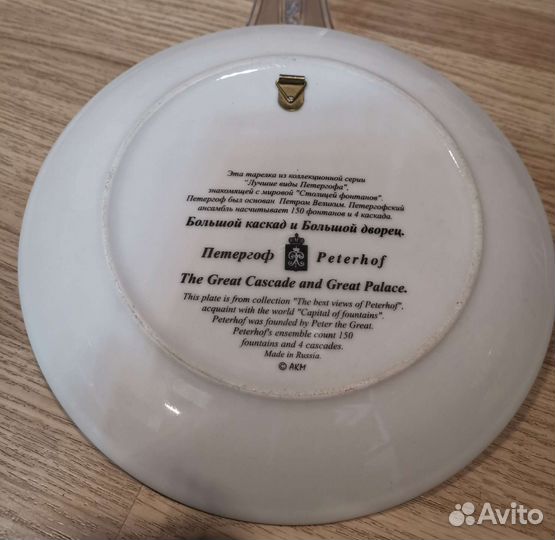 Эта тарелка из коллекционной серии
"Лучшие виды Петергофа",
знакомящей с мировой "Столицей фонтанов".
Петергоф был основан Петром Великим. Петергофский
ансамбль насчитывает 150 фонтанов и 4 каскада.
Большой каскад и Большой дворец.
Петергоф Peterhof
The Great Cascade and Great Palace.
This plate is from collection "The best views of Peterhof",
acquaint with the world "Capital of fountains".
Peterhof was founded by Peter the Great.
Peterhof's ensemble count 150
fountains and 4 cascades.
Made in Russia.
© AKM
Avito